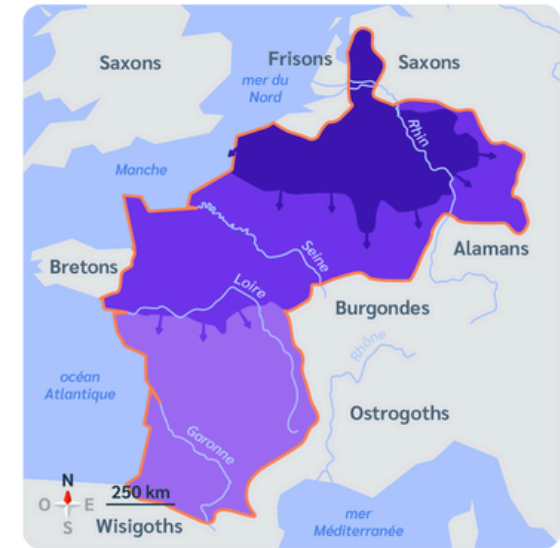 Saxons
Frisons
Saxons
mer du
Nord
Rhin
Manche
Alamans
Bretons
Seine
Loire
Burgondes
Rhône
océan
Atlantique
Ostrogoths
Garonne
N
O E
S
250 km
Wisigoths
mer
Méditerranée